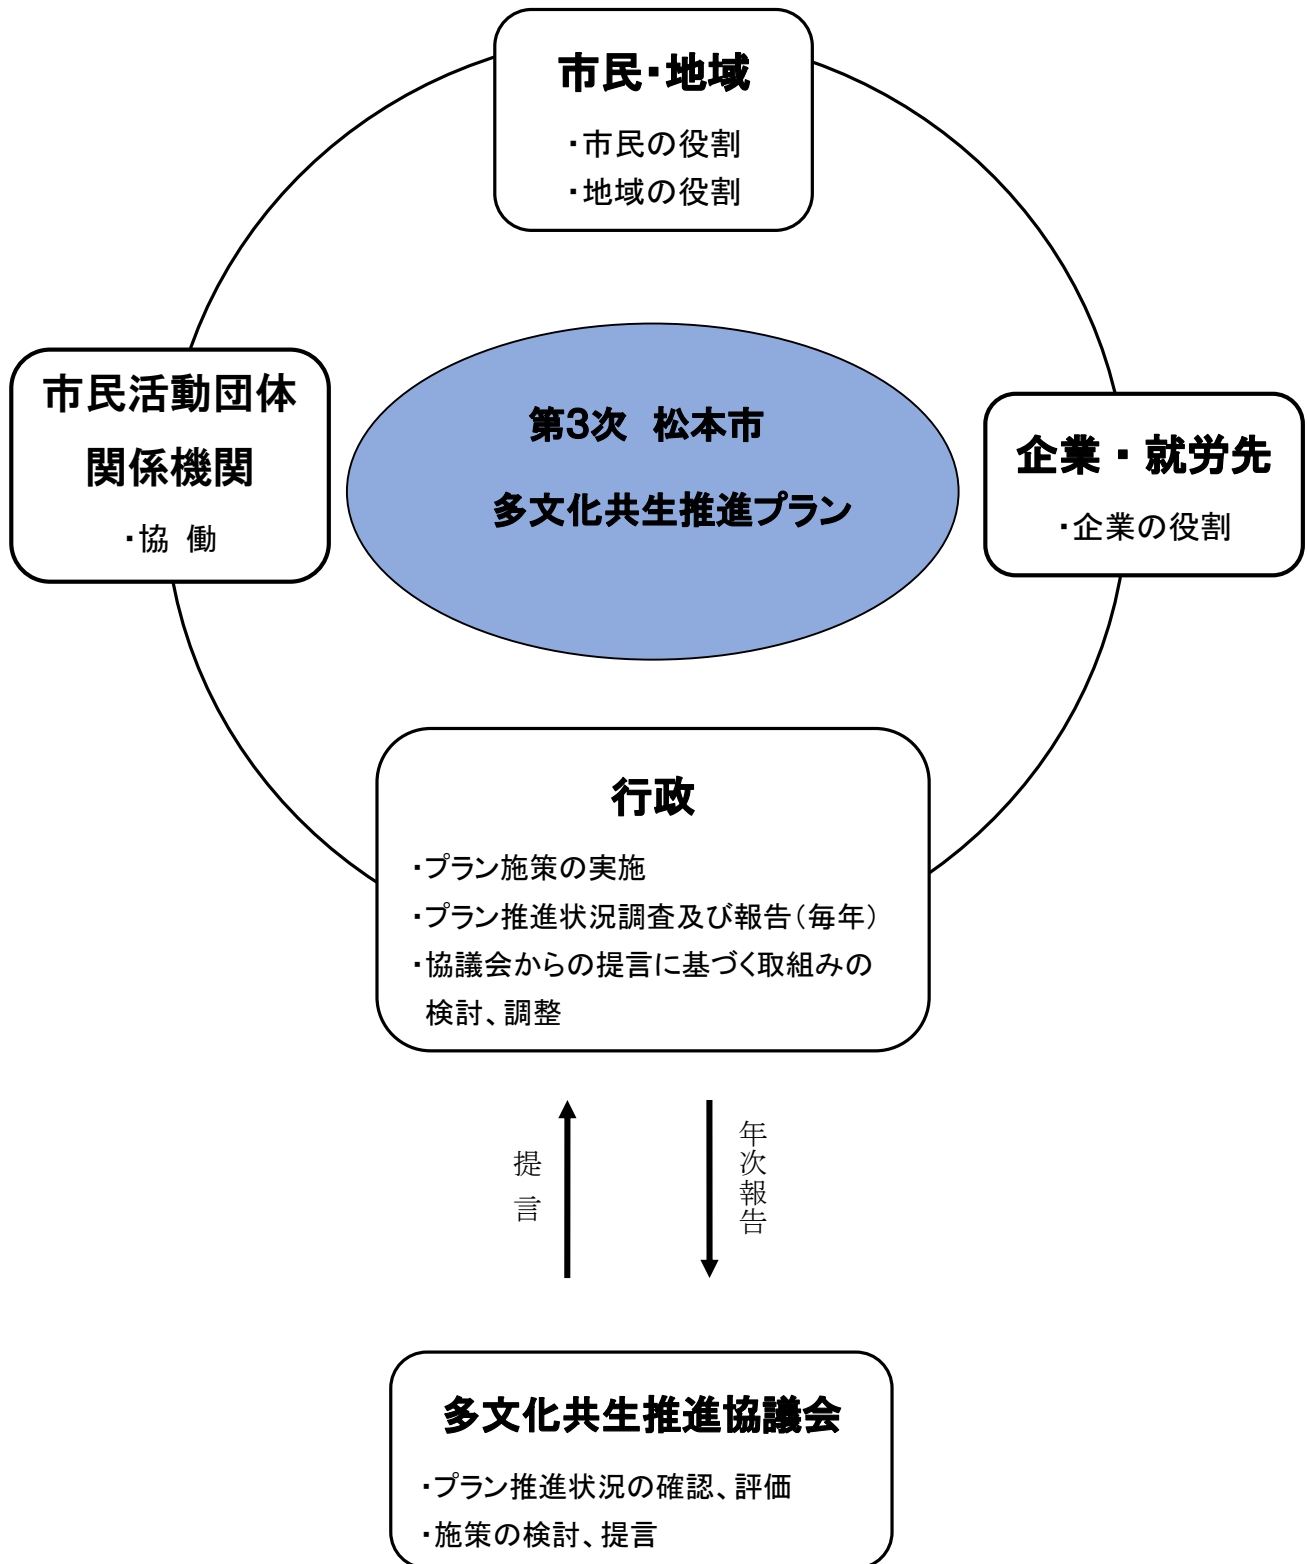 市民・地域
・市民の役割
・地域の役割
市民活動団体
関係機関
・協 働
第3次 松本市
多文化共生推進プラン
企業・就労先
・企業の役割
行政
・プラン施策の実施
・プラン推進状況調査及び報告(毎年)
・協議会からの提言に基づく取組みの
検討、調整
提言
年次報告
多文化共生推進協議会
・プラン推進状況の確認、評価
・施策の検討、提言